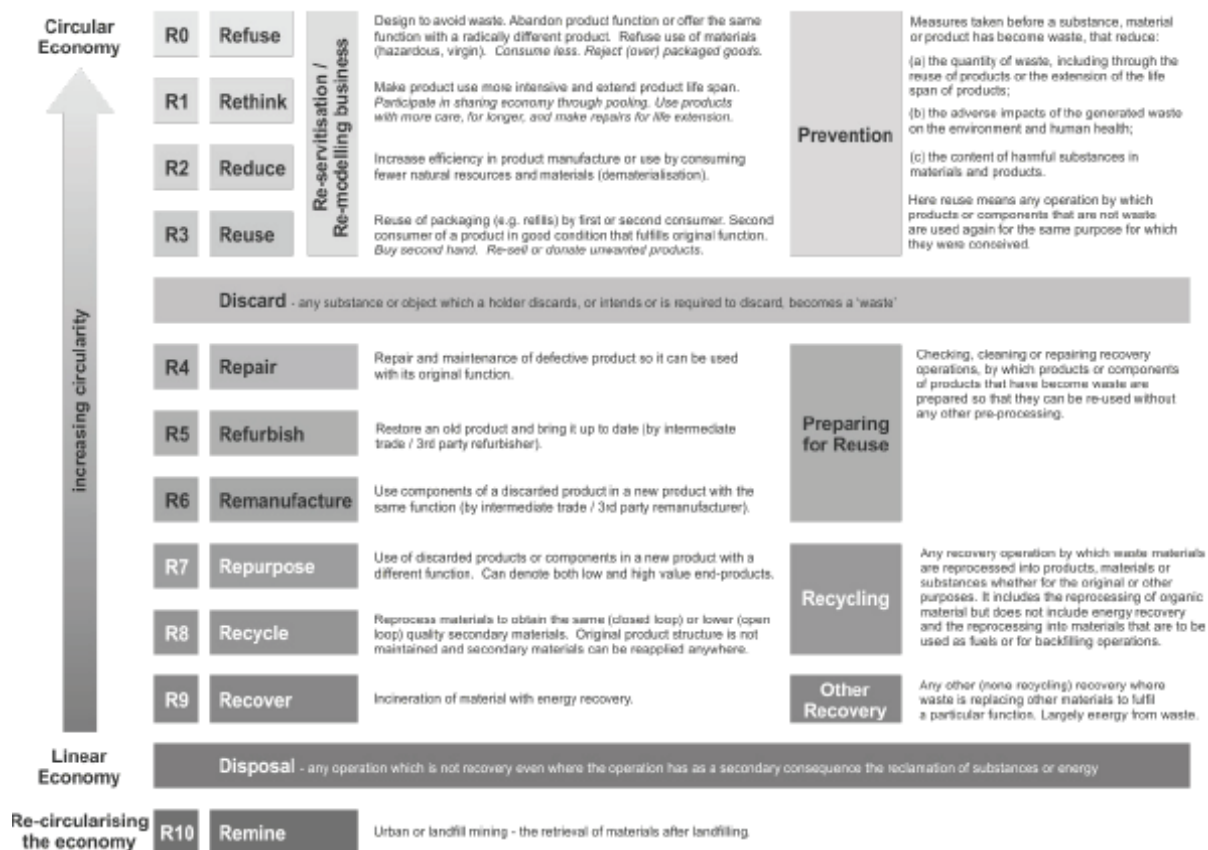 Circular
Economy
increasing circularity
Linear
Economy
Re-circularising
the economy
R0 Refuse
R1 Rethink
R2 Reduce
R3 Reuse
Re-servitisation /
Re-modelling business
Design to avoid waste. Abandon product function or offer the same
function with a radically different product. Refuse use of materials
(hazardous, virgin). Consume less. Reject (over) packaged goods.
Make product use more intensive and extend product life span.
Participate in sharing economy through pooling. Use products
with more care, for longer, and make repairs for life extension.
Increase efficiency in product manufacture or use by consuming
fewer natural resources and materials (dematerialisation).
Reuse of packaging (e.g. refills) by first or second consumer. Second
consumer of a product in good condition that fulfills original function.
Buy second hand. Re-sell or donate unwanted products.
Prevention
Measures taken before a substance, material
or product has become waste, that reduce:
(a) the quantity of waste, including through the
reuse of products or the extension of the life
span of products;
(b) the adverse impacts of the generated waste
on the environment and human health;
(c) the content of harmful substances in
materials and products.
Here reuse means any operation by which
products or components that are not waste
are used again for the same purpose for which
they were conceived.
Discard - any substance or object which a holder discards, or intends or is required to discard, becomes a 'waste'
R4 Repair
Repair and maintenance of defective product so it can be used
with its original function.
R5 Refurbish
Restore an old product and bring it up to date (by intermediate
trade / 3rd party refurbisher).
R6 Remanufacture
Use components of a discarded product in a new product with the
same function (by intermediate trade / 3rd party remanufacturer).
Preparing
for Reuse
Checking, cleaning or repairing recovery
operations, by which products or components
of products that have become waste are
prepared so that they can be re-used without
any other pre-processing.
R7 Repurpose
Use of discarded products or components in a new product with a
different function. Can denote both low and high value end-products.
R8 Recycle
Reprocess materials to obtain the same (closed loop) or lower (open
loop) quality secondary materials. Original product structure is not
maintained and secondary materials can be reapplied anywhere.
Recycling
Any recovery operation by which waste materials
are reprocessed into products, materials or
substances whether for the original or other
purposes. It includes the reprocessing of organic
material but does not include energy recovery
and the reprocessing into materials that are to be
used as fuels or for backfilling operations.
R9 Recover
Incineration of material with energy recovery.
Other
Recovery
Any other (none recycling) recovery where
waste is replacing other materials to fulfil
a particular function. Largely energy from waste.
Disposal - any operation which is not recovery even where the operation has as a secondary consequence the reclamation of substances or energy
R10 Remine
Urban or landfill mining - the retrieval of materials after landfilling.